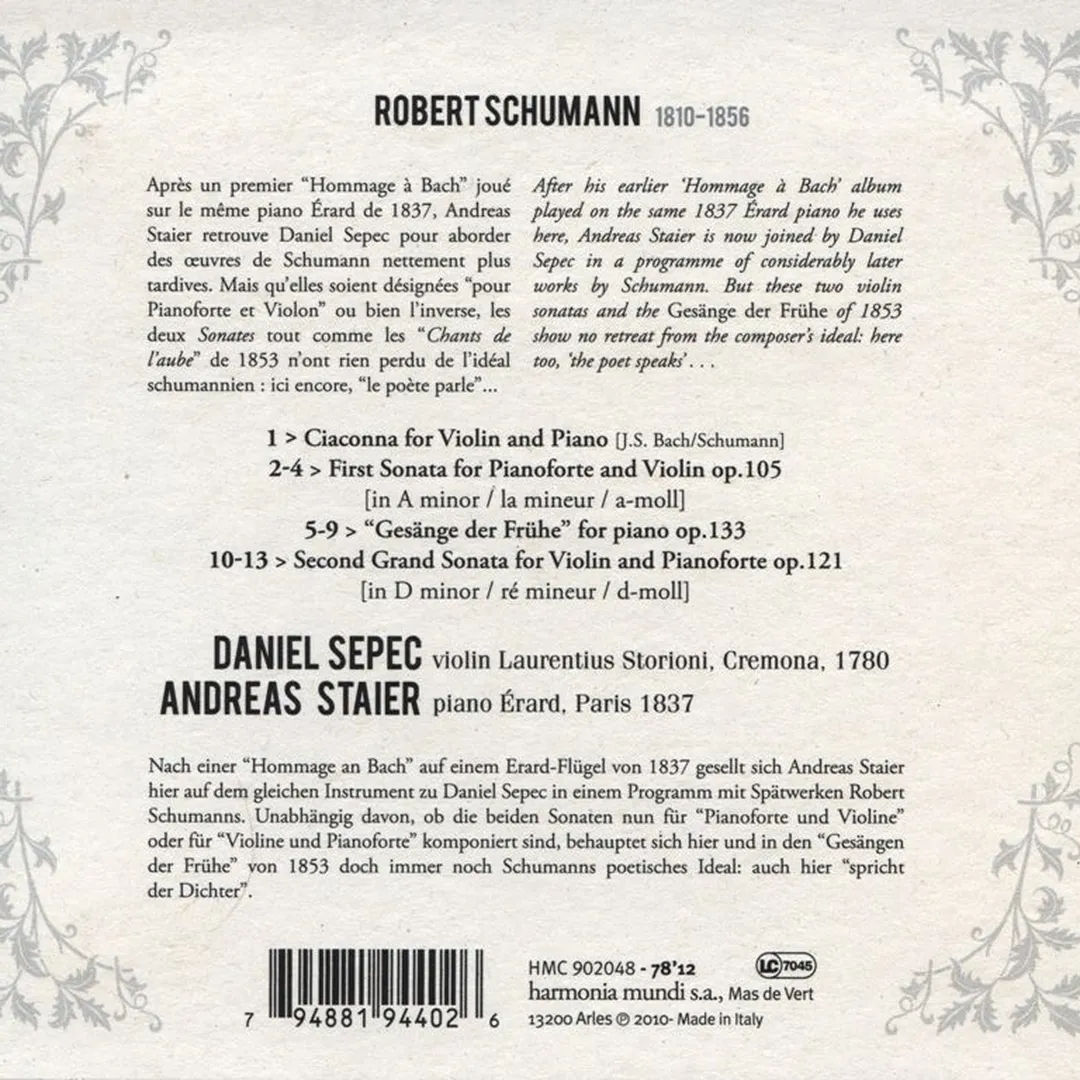 ROBERT SCHUMANN 1810-1856
Après un premier “Hommage à Bach” joué
sur le même piano Érard de 1837, Andreas
Staier retrouve Daniel Sepec pour aborder
des œuvres de Schumann nettement plus
tardives. Mais qu’elles soient désignées “pour
Pianoforte et Violon” ou bien l’inverse, les
deux Sonates tout comme les “Chants de
l’aube” de 1853 n’ont rien perdu de l’idéal
schumannien : ici encore, “le poète parle”...
After his earlier ‘Hommage à Bach’ album
played on the same 1837 Érard piano he uses
here, Andreas Staier is now joined by Daniel
Sepec in a programme of considerably later
works by Schumann. But these two violin
sonatas and the Gesänge der Frühe of 1853
show no retreat from the composer’s ideal: here
too, ‘the poet speaks’ . . .
1 > Ciaconna for Violin and Piano [J.S. Bach/Schumann]
2-4 > First Sonata for Pianoforte and Violin op.105
[in A minor / la mineur / a-moll]
5-9 > “Gesänge der Frühe” for piano op.133
10-13 > Second Grand Sonata for Violin and Pianoforte op.121
[in D minor / ré mineur / d-moll]
DANIEL SEPEC violin Laurentius Storioni, Cremona, 1780
ANDREAS STAIER piano Érard, Paris 1837
Nach einer “Hommage an Bach” auf einem Erard-Flügel von 1837 gesellt sich Andreas Staier
hier auf dem gleichen Instrument zu Daniel Sepec in einem Programm mit Spätwerken Robert
Schumanns. Unabhängig davon, ob die beiden Sonaten nun für “Pianoforte und Violine”
oder für “Violine und Pianoforte” komponiert sind, behauptet sich hier und in den “Gesängen
der Frühe” von 1853 doch immer noch Schumanns poetisches Ideal: auch hier “spricht
der Dichter”.
7 94881 94402 6
HMC 902048 - 78’12
LC 7045
harmonia mundi s.a., Mas de Vert
13200 Arles ℗ 2010- Made in Italy